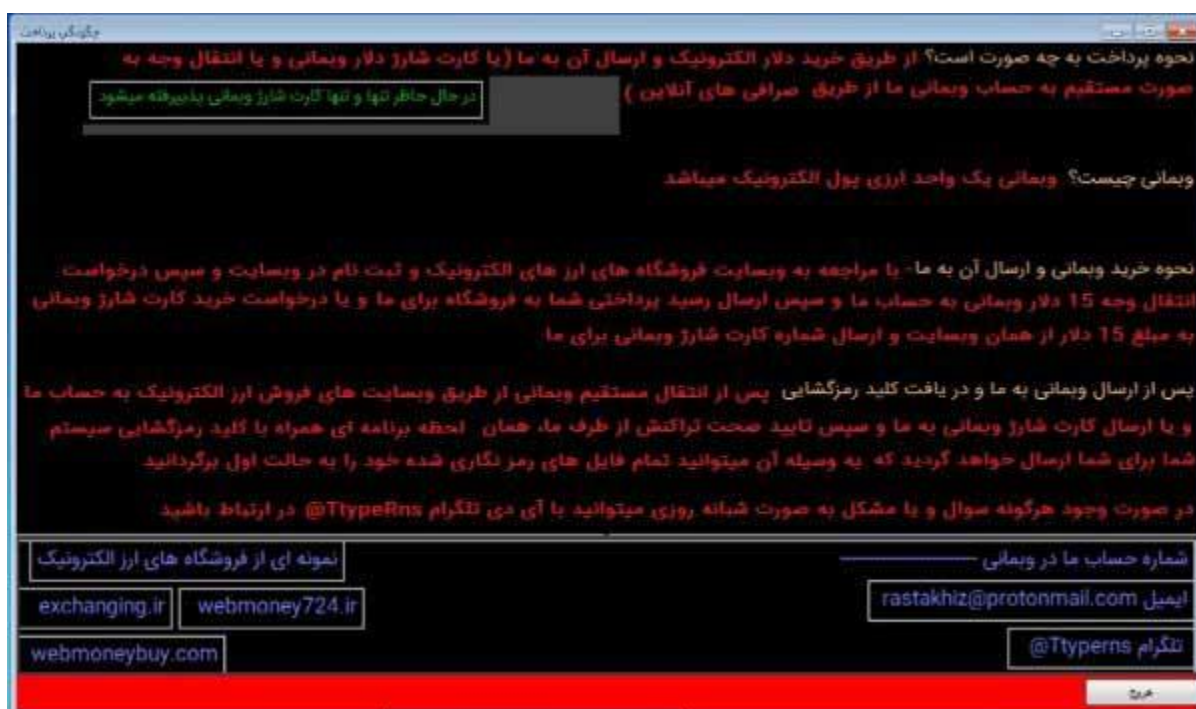 چگونگی پرداخت
نحوه پرداخت به چه صورت است؟ از طریق خرید دلار الکترونیک و ارسال آن به ما (یا کارت شارژ دلار وبمانی و یا انتقال وجه به
صورت مستقیم به حساب وبمانی ما از طریق صرافی های آنلاین )
در حال حاظر تنها و تنها کارت شارژ وبمانی پذیرفته میشود
وبمانی چیست؟ وبمانی یک واحد ارزی پول الکترونیک میباشد
نحوه خرید وبمانی و ارسال آن به ما- با مراجعه به وبسایت فروشگاه های ارز های الکترونیک و ثبت نام در وبسایت و سپس درخواست
انتقال وجه 15 دلار وبمانی به حساب ما و سپس ارسال رسید پرداختی شما به فروشگاه برای ما و یا درخواست خرید کارت شارژ وبمانی
به مبلغ 15 دلار از همان وبسایت و ارسال شماره کارت شارژ وبمانی برای ما
پس از ارسال وبمانی به ما و در یافت کلید رمزگشایی پس از انتقال مستقیم وبمانی از طریق وبسایت های فروش ارز الکترونیک به حساب ما
و یا ارسال کارت شارژ وبمانی به ما و سپس تایید صحت تراکنش از طرف ما، همان لحظه برنامه ای همراه با کلید رمزگشایی سیستم
شما برای شما ارسال خواهد گردید که به وسیله آن میتوانید تمام فایل های رمز نگاری شده خود را به حالت اول برگردانید
در صورت وجود هرگونه سوال و یا مشکل به صورت شبانه روزی میتوانید با آی دی تلگرام @TtypeRns در ارتباط باشید
شماره حساب ما در وبمانی
ایمیل rastakhiz@protonmail.com
تلگرام @Ttyperns
نمونه ای از فروشگاه های ارز الکترونیک
webmoney724.ir
exchanging.ir
webmoneybuy.com
خروج